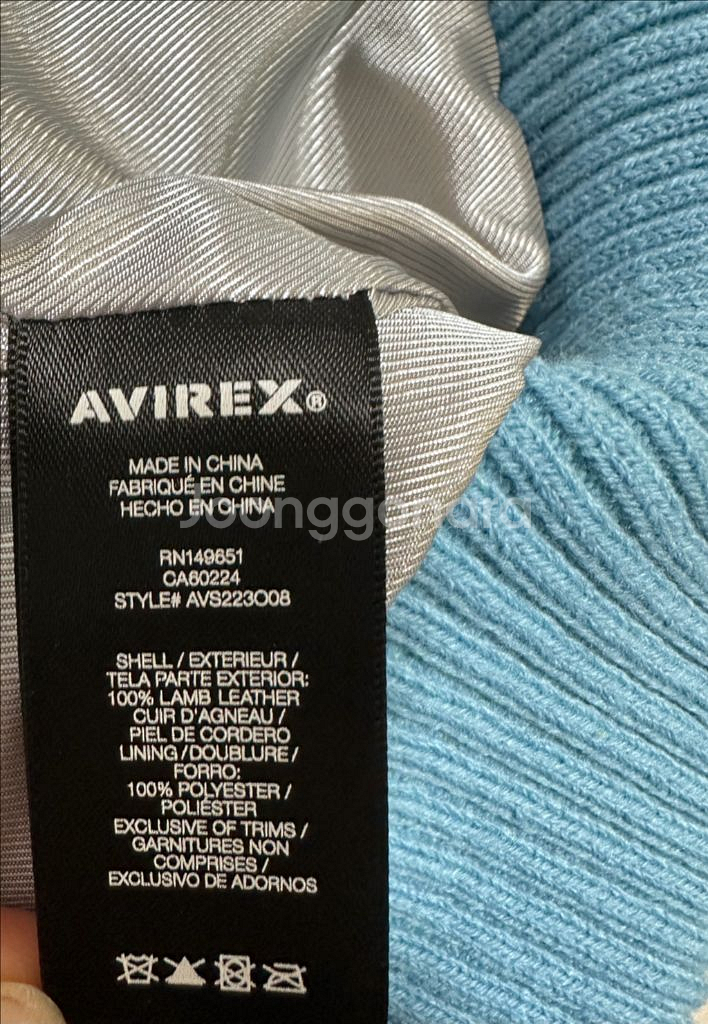 AVIREX®
MADE IN CHINA
FABRIQUÉ EN CHINE
HECHO EN CHINA
Joonggonara
RN149651
CA60224
STYLE# AVS223O08
SHELL / EXTERIEUR /
TELA PARTE EXTERIOR:
100% LAMB LEATHER
CUIR D'AGNEAU /
PIEL DE CORDERO
LINING / DOUBLURE /
FORRO:
100% POLYESTER /
POLIÉSTER
EXCLUSIVE OF TRIMS /
GARNITURES NON
COMPRISES /
EXCLUSIVO DE ADORNOS